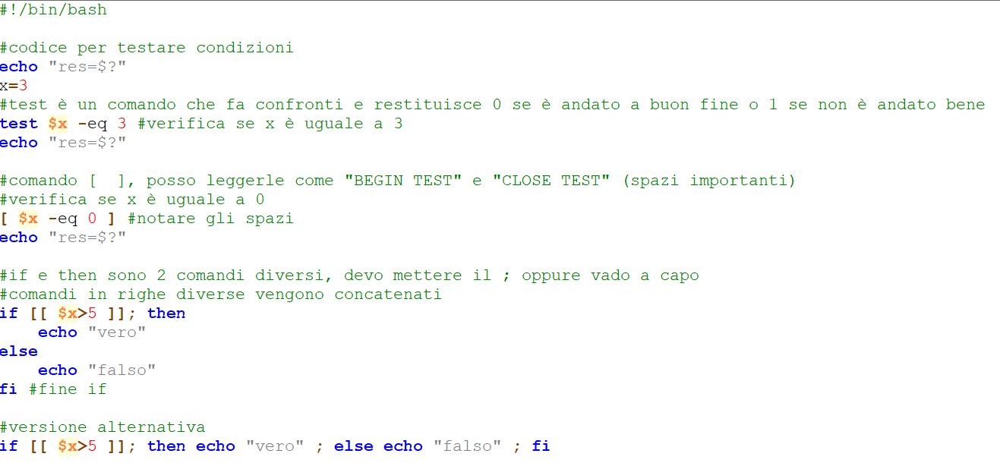 #!/bin/bash
#codice per testare condizioni
echo "res=$?"
x=3
#test è un comando che fa confronti e restituisce 0 se è andato a buon fine o 1 se non è andato bene
test $x -eq 3 #verifica se x è uguale a 3
echo "res=$?"
#comando [  ], posso leggerle come "BEGIN TEST" e "CLOSE TEST" (spazi importanti)
#verifica se x è uguale a 0
[ $x -eq 0 ] #notare gli spazi
echo "res=$?"
#if e then sono 2 comandi diversi, devo mettere il ; oppure vado a capo
#comandi in righe diverse vengono concatenati
if [[ $x>5 ]]; then
    echo "vero"
else
    echo "falso"
fi #fine if
#versione alternativa
if [[ $x>5 ]]; then echo "vero" ; else echo "falso" ; fi